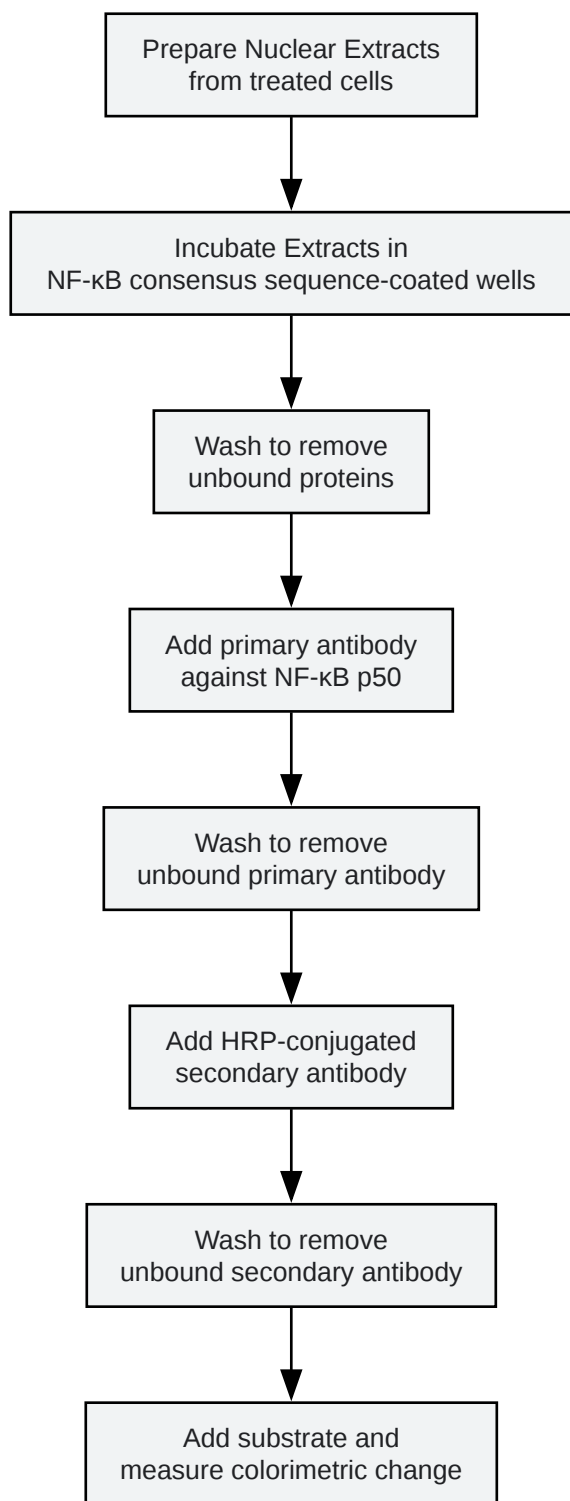 Prepare Nuclear Extracts
from treated cells
Incubate Extracts in
NF-κB consensus sequence-coated wells
Wash to remove
unbound proteins
Add primary antibody
against NF-κB p50
Wash to remove
unbound primary antibody
Add HRP-conjugated
secondary antibody
Wash to remove
unbound secondary antibody
Add substrate and
measure colorimetric change